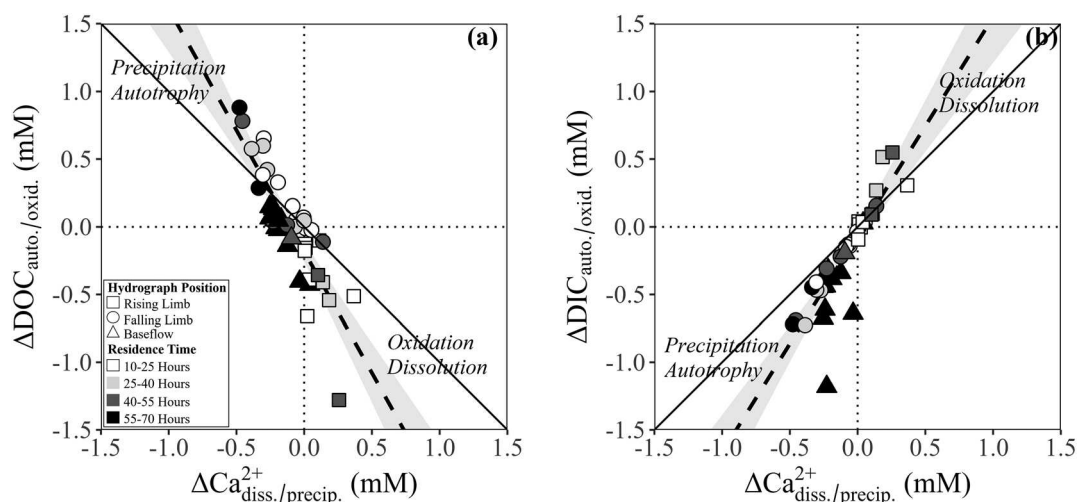 (a)
1.5
1.0
0.5
0.0
-0.5
-1.0
-1.5
ΔDOCauto./oxid. (mM)
Precipitation
Autotrophy
Oxidation
Dissolution
Hydrograph Position
Rising Limb
Falling Limb
Baseflow
Residence Time
10-25 Hours
25-40 Hours
40-55 Hours
55-70 Hours
-1.5 -1.0 -0.5 0.0 0.5 1.0 1.5
ΔCa2+diss./precip. (mM)
(b)
1.5
1.0
0.5
0.0
-0.5
-1.0
-1.5
ΔDICauto./oxid. (mM)
Oxidation
Dissolution
Precipitation
Autotrophy
-1.5 -1.0 -0.5 0.0 0.5 1.0 1.5
ΔCa2+diss./precip. (mM)